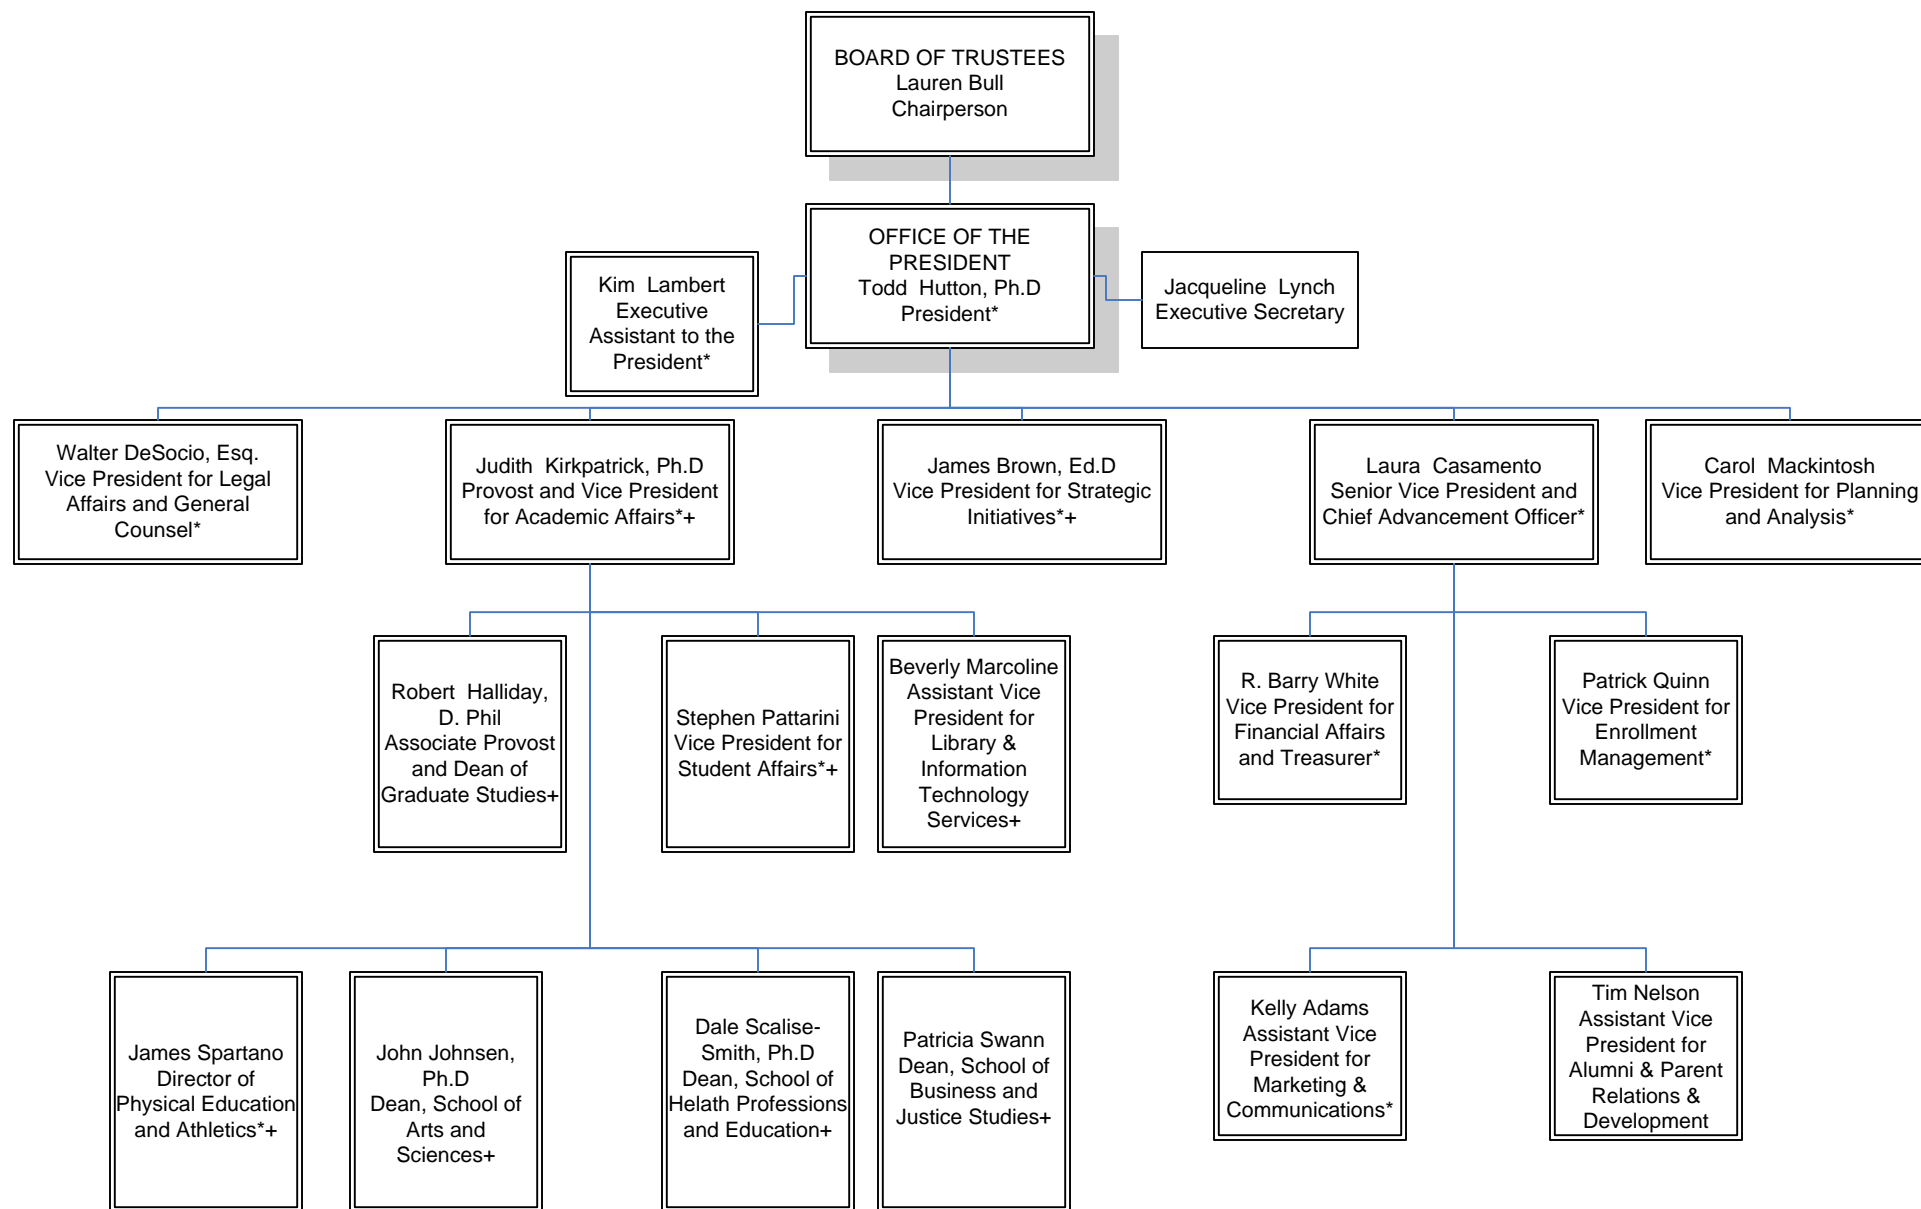 BOARD OF TRUSTEES
Lauren Bull
Chairperson
OFFICE OF THE
PRESIDENT
Todd  Hutton, Ph.D
President*
Kim  Lambert
Executive
Assistant to the
President*
Jacqueline  Lynch
Executive Secretary
Walter DeSocio, Esq.
Vice President for Legal
Affairs and General
Counsel*
Judith  Kirkpatrick, Ph.D
Provost and Vice President
for Academic Affairs*+
James Brown, Ed.D
Vice President for Strategic
Initiatives*+
Laura  Casamento
Senior Vice President and
Chief Advancement Officer*
Carol  Mackintosh
Vice President for Planning
and Analysis*
Robert  Halliday,
D. Phil
Associate Provost
and Dean of
Graduate Studies+
Stephen Pattarini
Vice President for
Student Affairs*+
Beverly Marcoline
Assistant Vice
President for
Library &
Information
Technology
Services+
R. Barry White
Vice President for
Financial Affairs
and Treasurer*
Patrick Quinn
Vice President for
Enrollment
Management*
James Spartano
Director of
Physical Education
and Athletics*+
John Johnsen,
Ph.D
Dean, School of
Arts and
Sciences+
Dale Scalise-
Smith, Ph.D
Dean, School of
Helath Professions
and Education+
Patricia Swann
Dean, School of
Business and
Justice Studies+
Kelly Adams
Assistant Vice
President for
Marketing &
Communications*
Tim Nelson
Assistant Vice
President for
Alumni & Parent
Relations &
Development